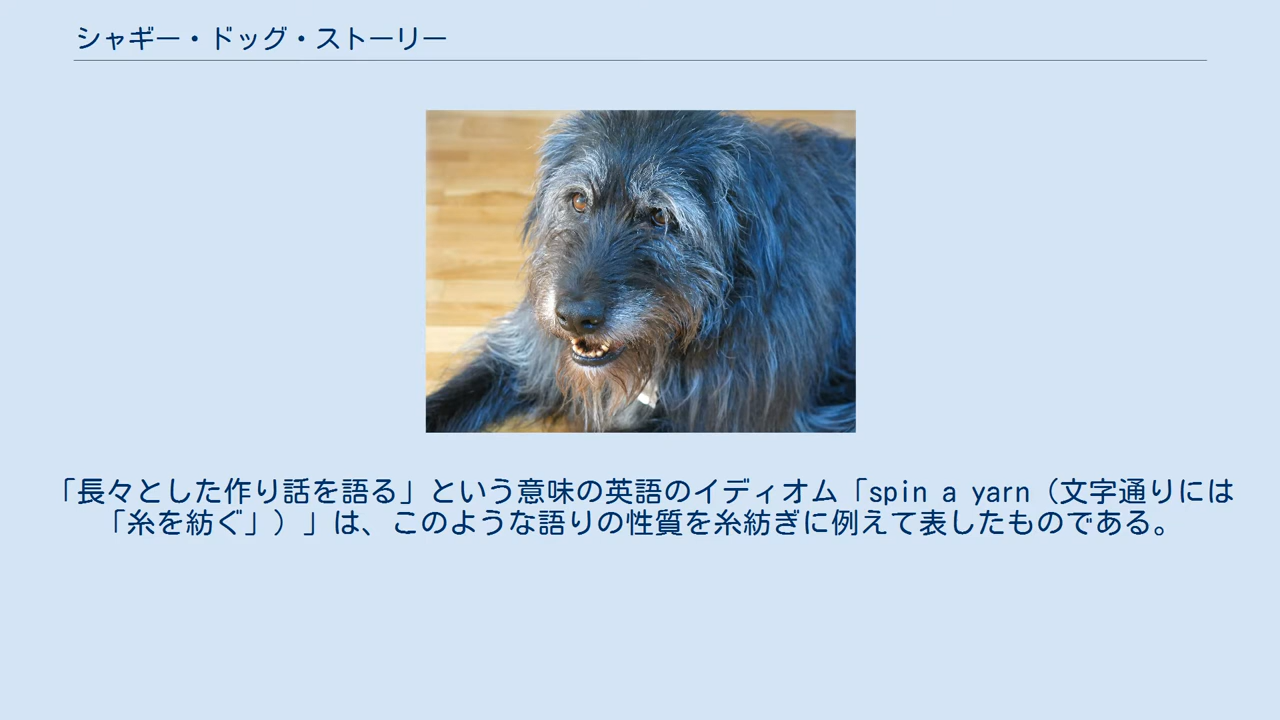 シャギー・ドッグ・ストーリー
「長々とした作り話を語る」という意味の英語のイディオム「spin a yarn（文字通りには
「糸を紡ぐ」）」は、このような語りの性質を糸紡ぎに例えて表したものである。